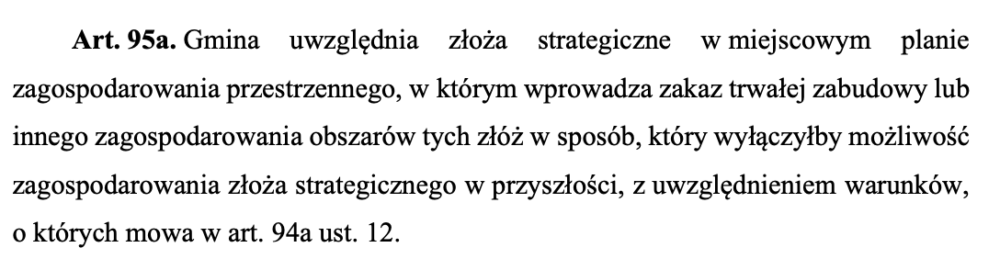 Art. 95a. Gmina uwzględnia złoża strategiczne w miejscowym planie
zagospodarowania przestrzennego, w którym wprowadza zakaz trwałej zabudowy lub
innego zagospodarowania obszarów tych złóż w sposób, który wyłączyłby możliwość
zagospodarowania złoża strategicznego w przyszłości, z uwzględnieniem warunków,
o których mowa w art. 94a ust. 12.